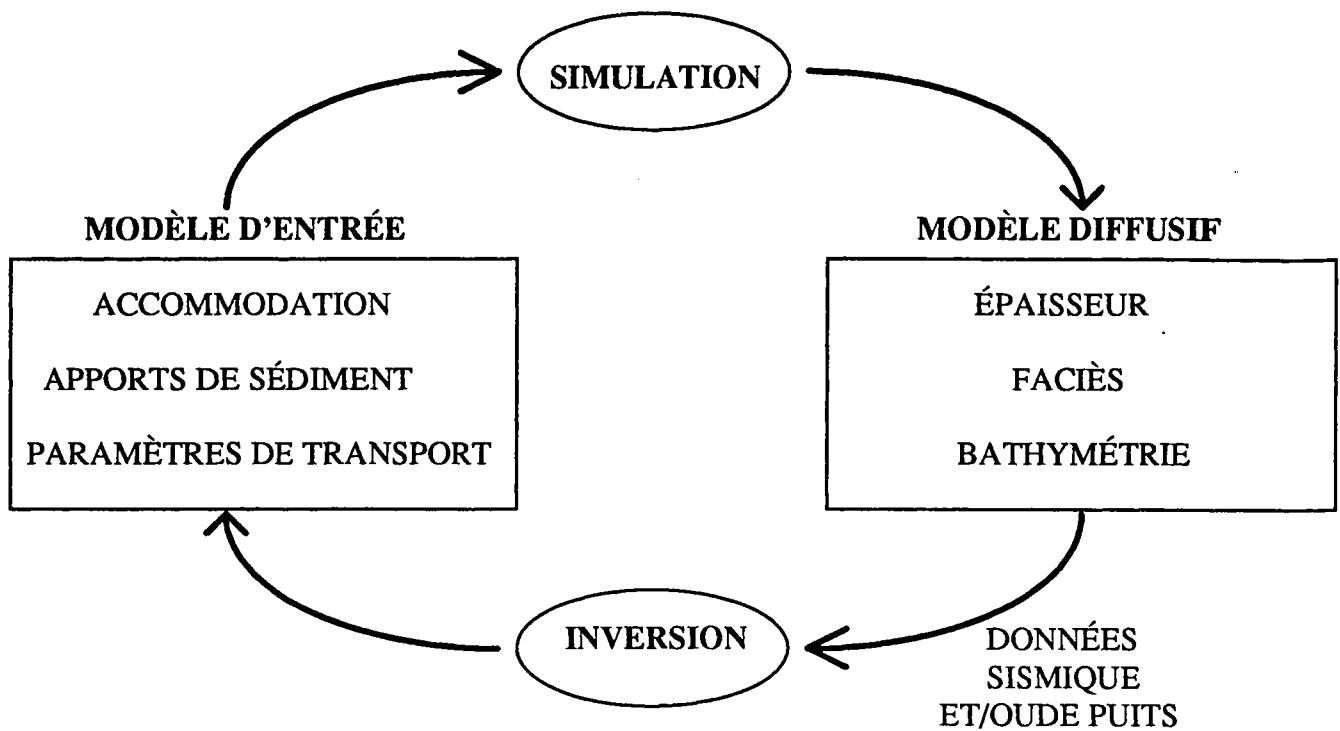 SIMULATION
MODÈLE D'ENTRÉE
ACCOMMODATION
APPORTS DE SÉDIMENT
PARAMÈTRES DE TRANSPORT
MODÈLE DIFFUSIF
ÉPAISSEUR
FACIÈS
BATHYMÉTRIE
INVERSION
DONNÉES
SISMIQUE
ET/OUDE PUITS